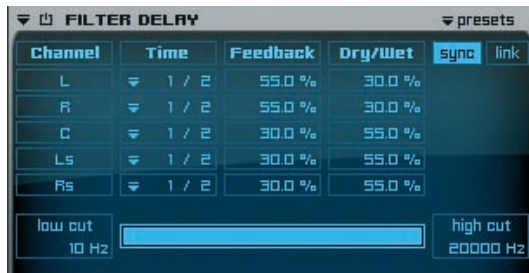 FILTER DELAY presets
Channel Time Feedback Dry/Wet sync link
L 1 / 2 55.0 % 30.0 %
R 1 / 2 55.0 % 30.0 %
C 1 / 2 30.0 % 55.0 %
Ls 1 / 2 30.0 % 55.0 %
Rs 1 / 2 30.0 % 55.0 %
low cut high cut
10 Hz 20000 Hz